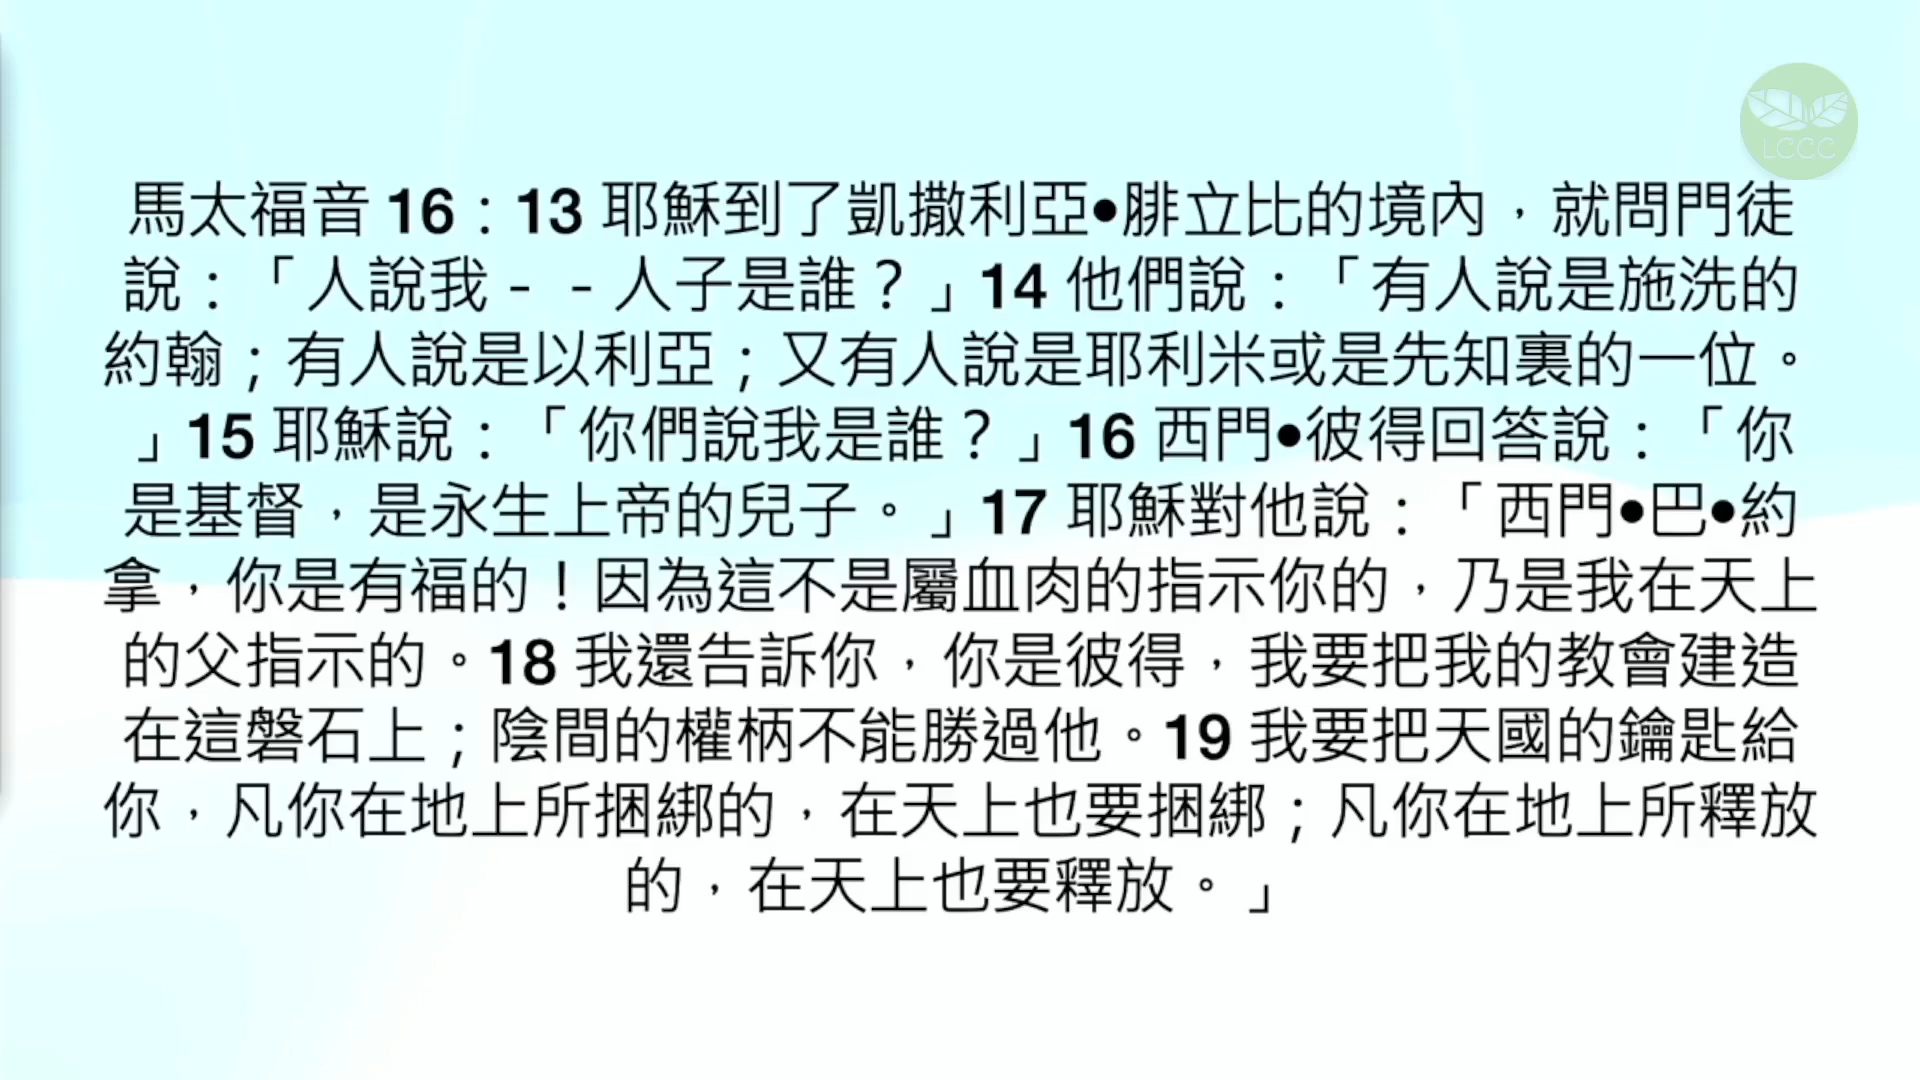 LCCC
馬太福音 16：13 耶穌到了凱撒利亞•腓立比的境內，就問門徒
說：「人說我－－人子是誰？」14 他們說：「有人說是施洗的
約翰；有人說是以利亞；又有人說是耶利米或是先知裏的一位。
」15 耶穌說：「你們說我是誰？」16 西門•彼得回答說：「你
是基督，是永生上帝的兒子。」17 耶穌對他說：「西門•巴•約
拿，你是有福的！因為這不是屬血肉的指示你的，乃是我在天上
的父指示的。18 我還告訴你，你是彼得，我要把我的教會建造
在這磐石上；陰間的權柄不能勝過他。19 我要把天國的鑰匙給
你，凡你在地上所捆綁的，在天上也要捆綁；凡你在地上所釋放
的，在天上也要釋放。」